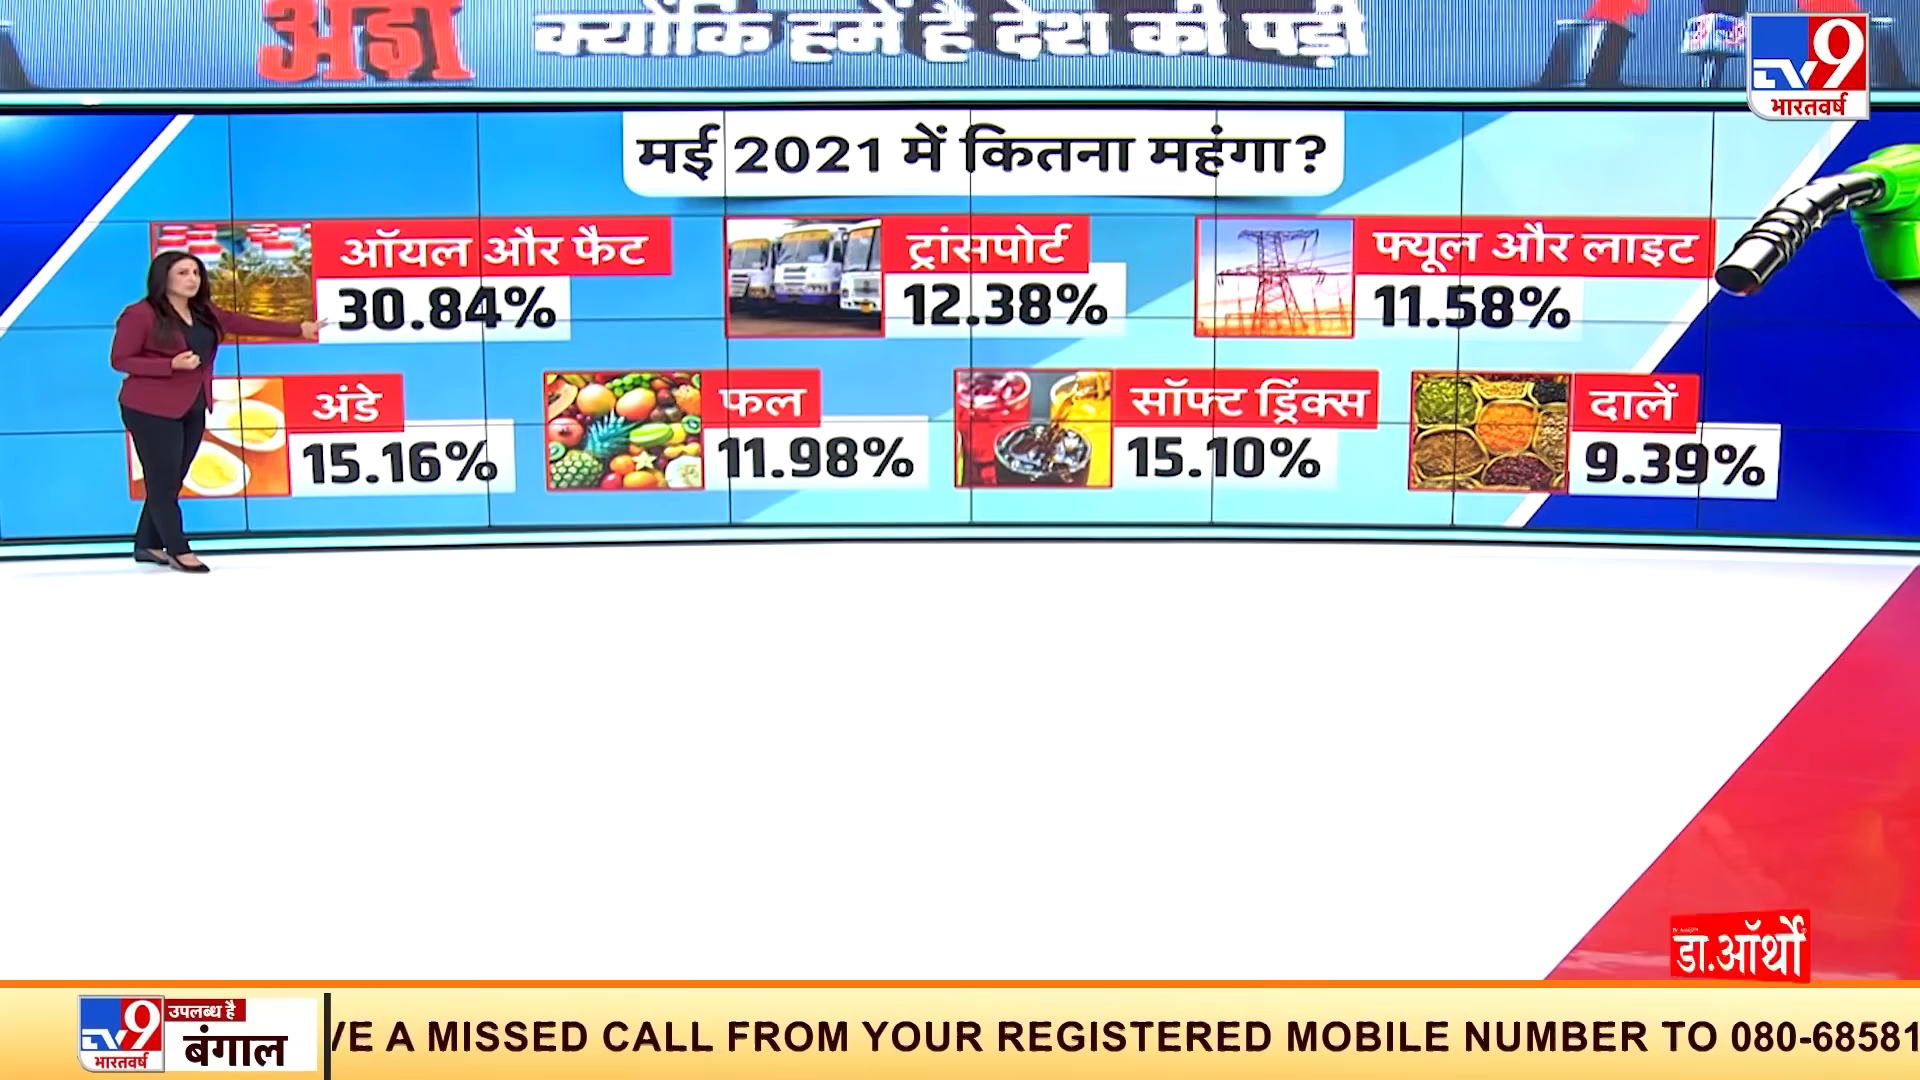 अड़ा
क्योंकि हमें है देश की पड़ी
TV9
भारतवर्ष
मई 2021 में कितना महंगा?
ऑयल और फैट
30.84%
ट्रांसपोर्ट
12.38%
फ्यूल और लाइट
11.58%
अंडे
15.16%
फल
11.98%
सॉफ्ट ड्रिंक्स
15.10%
दालें
9.39%
डा.ऑर्थो
TV9
भारतवर्ष
उपलब्ध है
बंगाल
VE A MISSED CALL FROM YOUR REGISTERED MOBILE NUMBER TO 080-68581